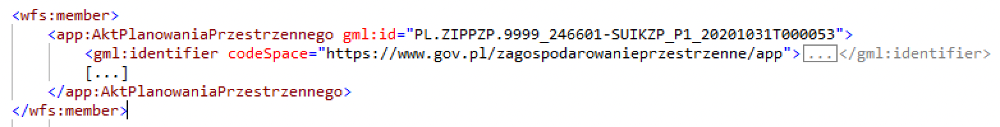 <wfs:member>
<app:AktPlanowaniaPrzestrzennego gml:id="PL.ZIPPZP.9999_246601-SUIKZP_P1_20201031T000053">
<gml:identifier codeSpace="https://www.gov.pl/zagospodarowanieprzestrzenne/app">...</gml:identifier>
[...]
</app:AktPlanowaniaPrzestrzennego>
</wfs:member>